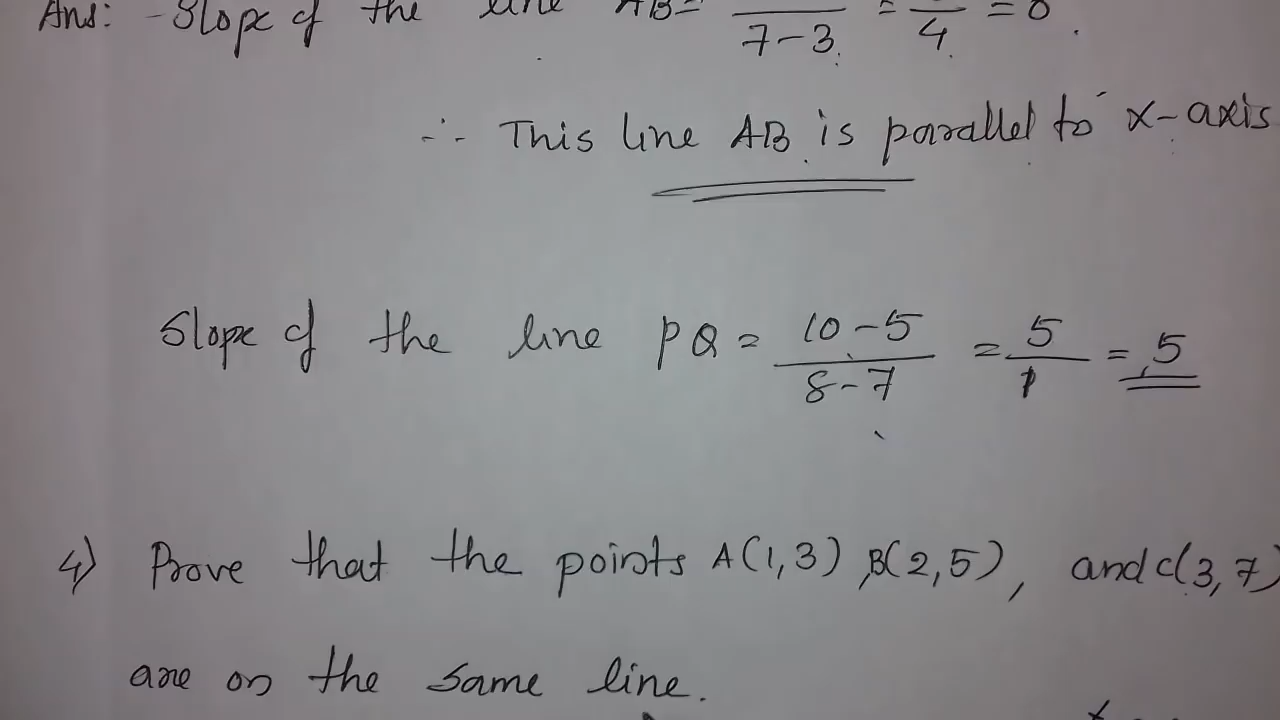 Ans: - Slope of the line AB = / 7-3 = / 4 = 0
∴ This line AB is parallel to x-axis
Slope of the line PQ = 10-5 / 8-7 = 5 / 1 = 5
4) Prove that the points A(1,3), B(2,5), and C(3,7)
are on the same line.